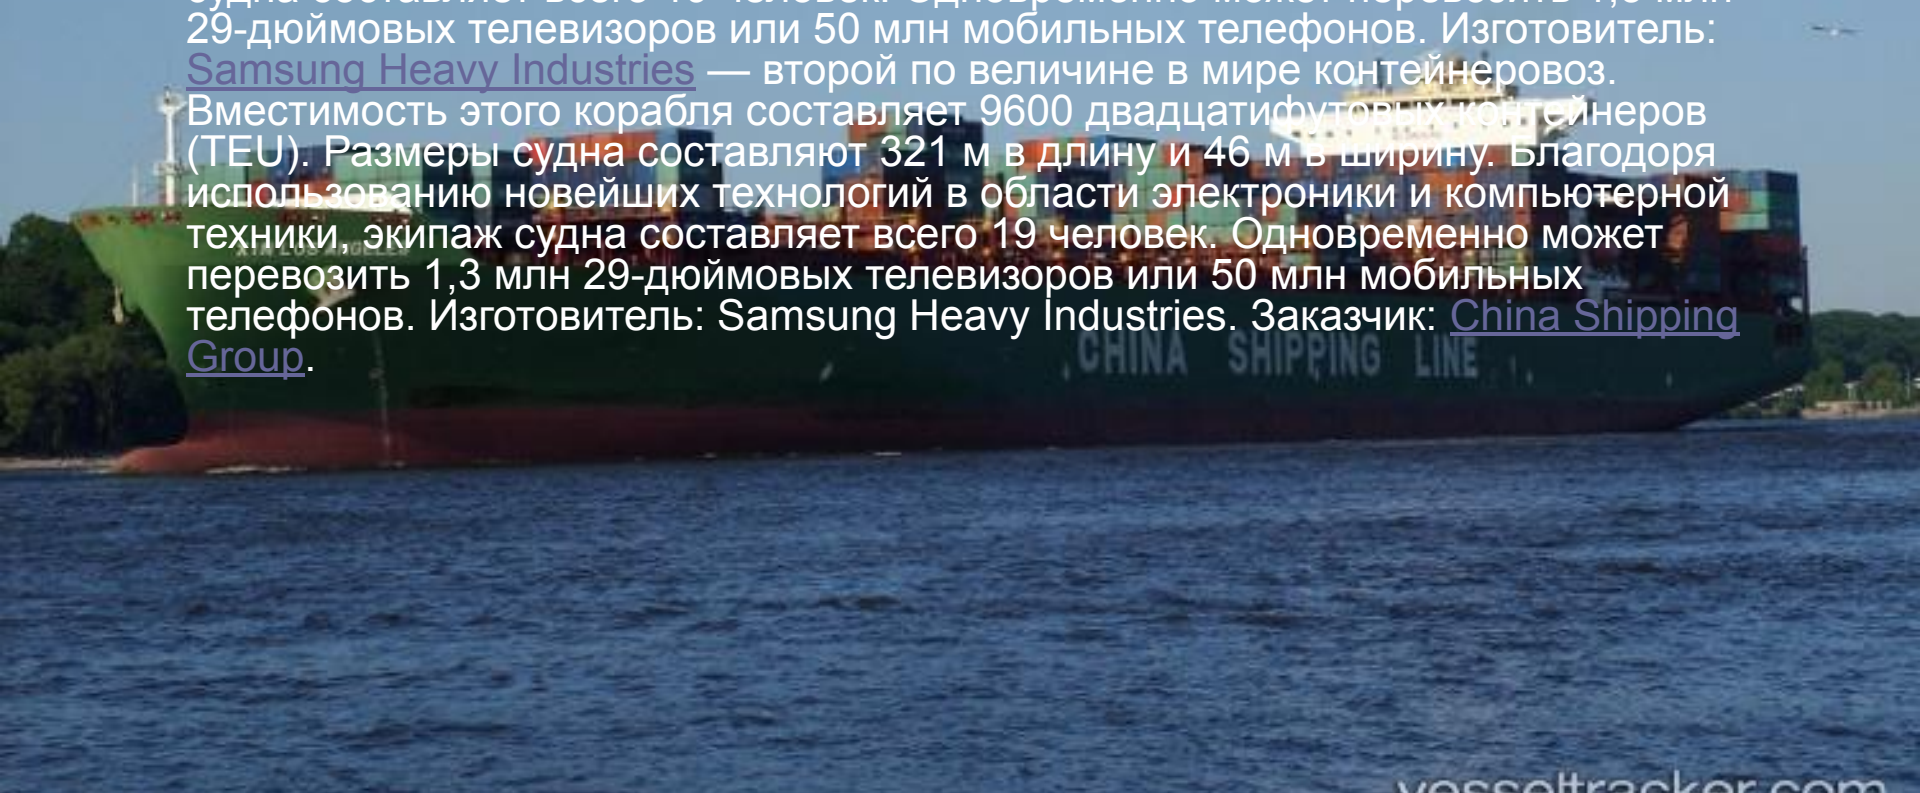 29-дюймовых телевизоров или 50 млн мобильных телефонов. Изготовитель:
Samsung Heavy Industries — второй по величине в мире контейнеровоз.
Вместимость этого корабля составляет 9600 двадцатифутовых контейнеров
(TEU). Размеры судна составляют 321 м в длину и 46 м в ширину. Благодоря
использованию новейших технологий в области электроники и компьютерной
техники, экипаж судна составляет всего 19 человек. Одновременно может
перевозить 1,3 млн 29-дюймовых телевизоров или 50 млн мобильных
телефонов. Изготовитель: Samsung Heavy Industries. Заказчик: China Shipping
Group.
CHINA SHIPPING LINE
vesseltracker.com